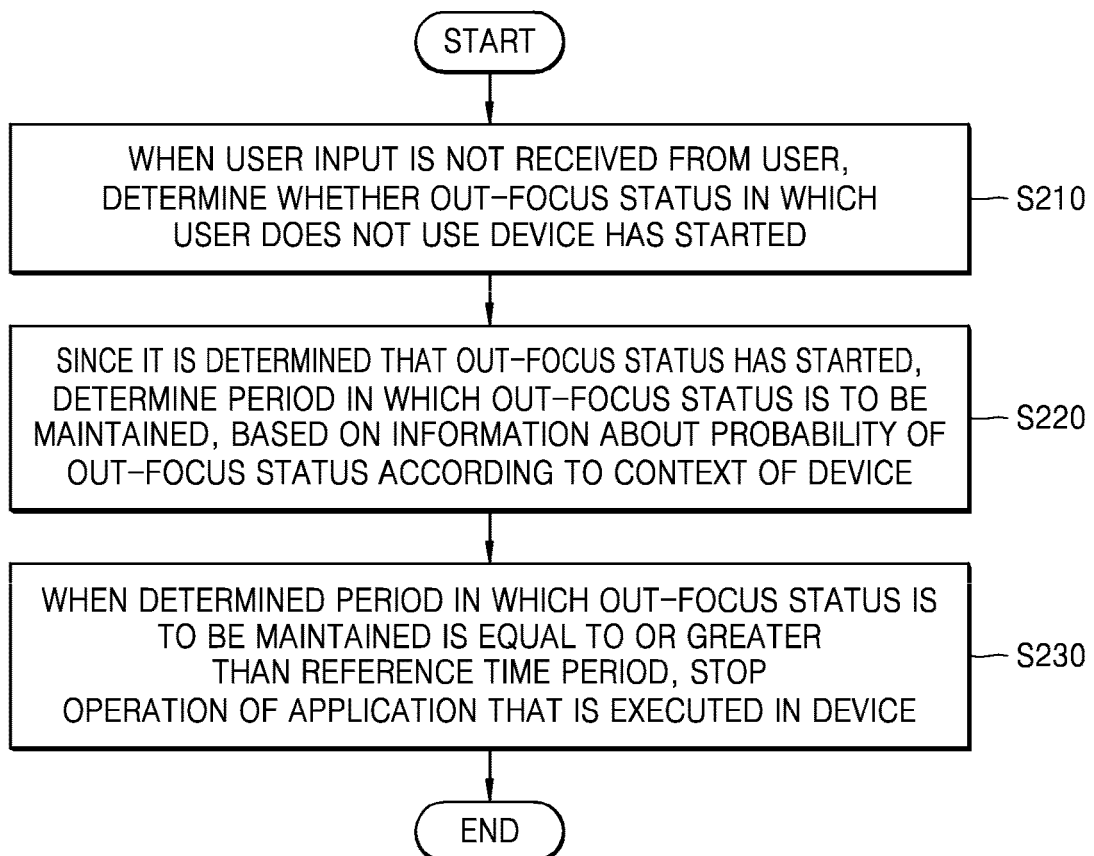 START
WHEN USER INPUT IS NOT RECEIVED FROM USER,
DETERMINE WHETHER OUT-FOCUS STATUS IN WHICH
USER DOES NOT USE DEVICE HAS STARTED
S210
SINCE IT IS DETERMINED THAT OUT-FOCUS STATUS HAS STARTED,
DETERMINE PERIOD IN WHICH OUT-FOCUS STATUS IS TO BE
MAINTAINED, BASED ON INFORMATION ABOUT PROBABILITY OF
OUT-FOCUS STATUS ACCORDING TO CONTEXT OF DEVICE
S220
WHEN DETERMINED PERIOD IN WHICH OUT-FOCUS STATUS IS
TO BE MAINTAINED IS EQUAL TO OR GREATER
THAN REFERENCE TIME PERIOD, STOP
OPERATION OF APPLICATION THAT IS EXECUTED IN DEVICE
S230
END